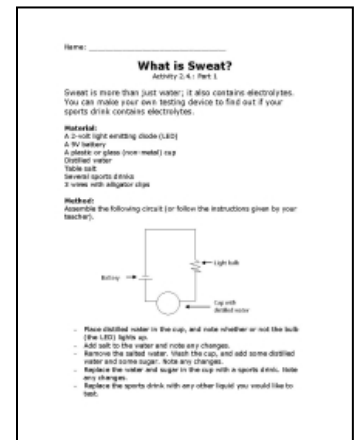 Name: ____________________
What is Sweat?
Activity 2.4.: Part 1
Sweat is more than just water; it also contains electrolytes.
You can make your own testing device to find out if your
sports drink contains electrolytes.
Material:
A 2-volt light emitting diode (LED)
A 9V battery
A plastic or glass (non-metal) cup
Distilled water
Table salt
Several sports drinks
3 wires with alligator clips
Method:
Assemble the following circuit (or follow the instructions given by your
teacher).
Light bulb
Battery
Cup with
distilled water
- Place distilled water in the cup, and note whether or not the bulb
(the LED) lights up.
- Add salt to the water and note any changes.
- Remove the salted water. Wash the cup, and add some distilled
water and some sugar. Note any changes.
- Replace the water and sugar in the cup with a sports drink. Note
any changes.
- Replace the sports drink with any other liquid you would like to
test.